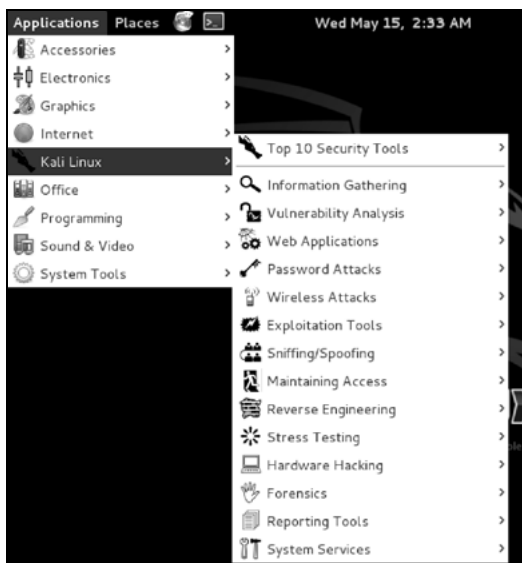 Applications Places Wed May 15, 2:33 AM
Accessories
Electronics
Graphics
Internet
Kali Linux
Office
Programming
Sound & Video
System Tools
Top 10 Security Tools
Information Gathering
Vulnerability Analysis
Web Applications
Password Attacks
Wireless Attacks
Exploitation Tools
Sniffing/Spoofing
Maintaining Access
Reverse Engineering
Stress Testing
Hardware Hacking
Forensics
Reporting Tools
System Services